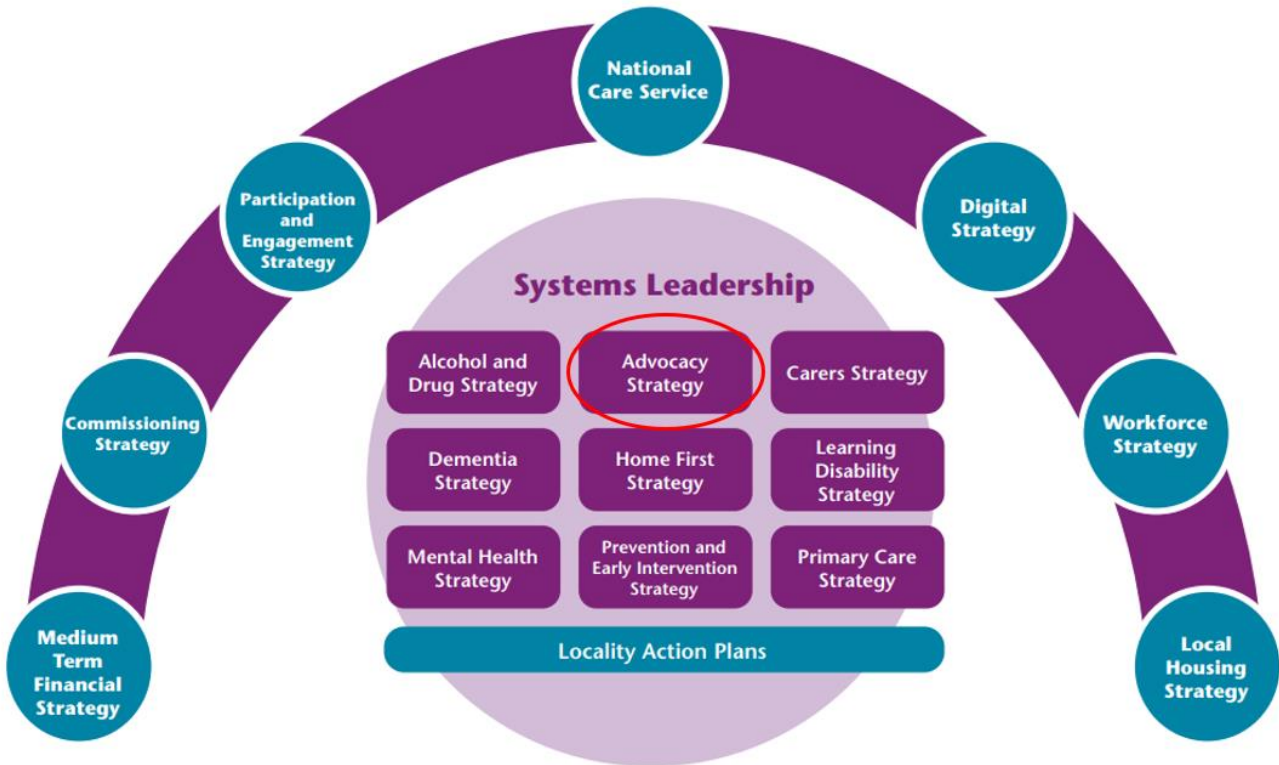 National
Care Service
Participation
and
Engagement
Strategy
Digital
Strategy
Commissioning
Strategy
Workforce
Strategy
Medium
Term
Financial
Strategy
Local
Housing
Strategy
Systems Leadership
Alcohol and
Drug Strategy
Advocacy
Strategy
Carers Strategy
Dementia
Strategy
Home First
Strategy
Learning
Disability
Strategy
Mental Health
Strategy
Prevention and
Early Intervention
Strategy
Primary Care
Strategy
Locality Action Plans